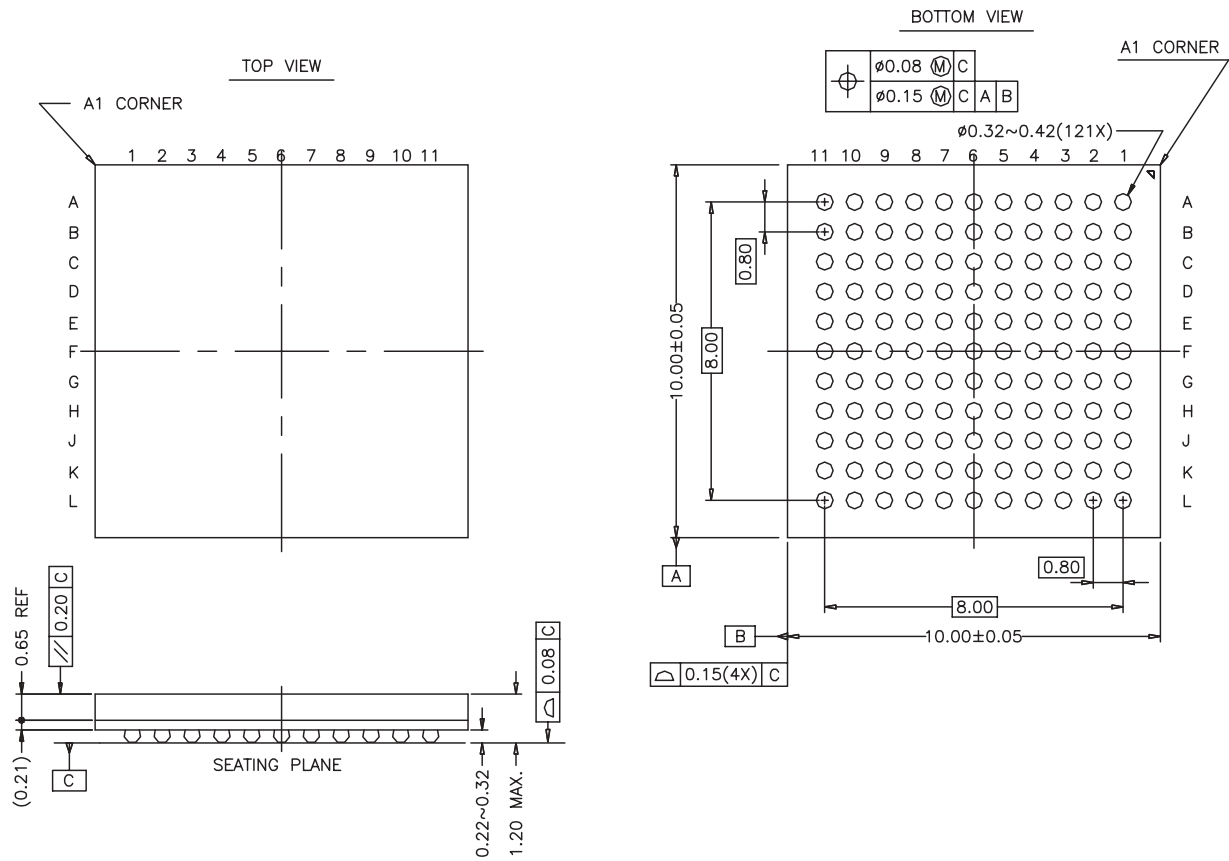 TOP VIEW
A1 CORNER
1 2 3 4 5 6 7 8 9 10 11
A
B
C
D
E
F
G
H
J
K
L
BOTTOM VIEW
A1 CORNER
ø0.08 Ⓜ C
ø0.15 Ⓜ C A B
ø0.32~0.42(121X)
11 10 9 8 7 6 5 4 3 2 1
A
B
C
D
E
F
G
H
J
K
L
0.80
8.00
10.00±0.05
A
0.80
8.00
B
10.00±0.05
0.15(4X) C
0.65 REF
// 0.20 C
(0.21)
C
SEATING PLANE
0.22~0.32
1.20 MAX.
0.08 C